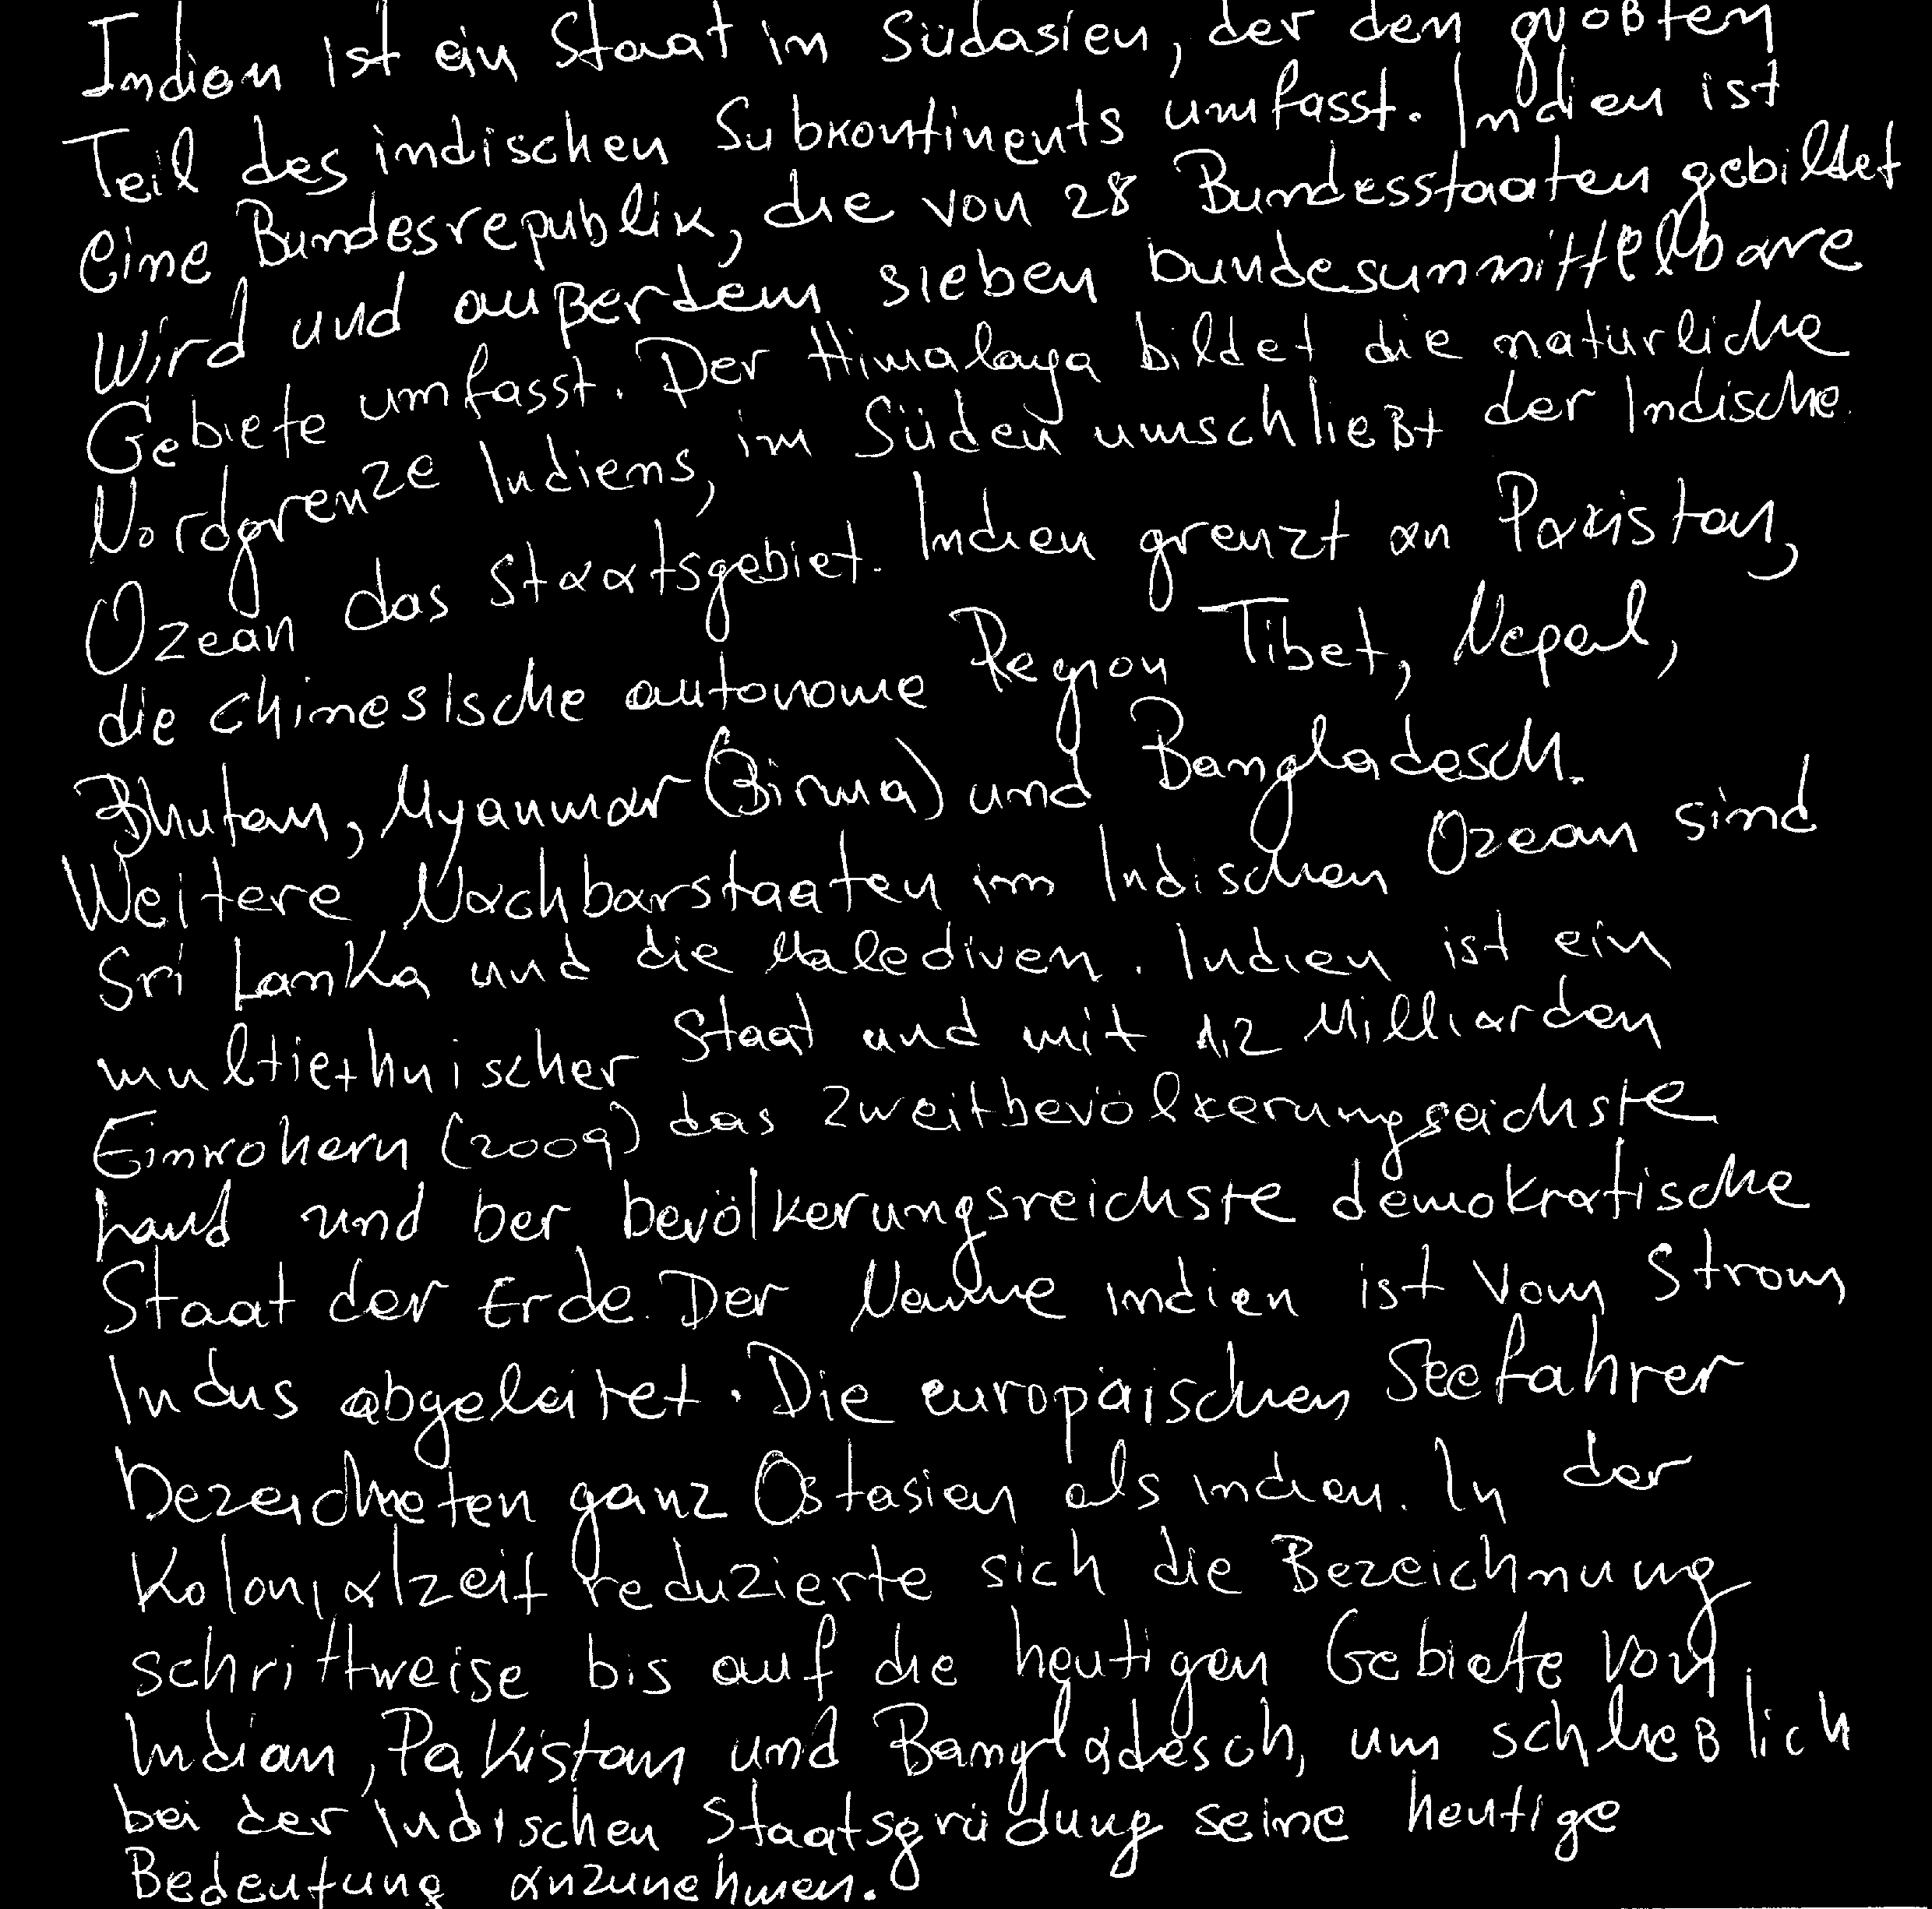 Indien ist ein Staat in Südasien, der den größten
Teil des indischen Subkontinents umfasst. Indien ist
eine Bundesrepublik, die von 28 Bundesstaaten gebildet
wird und außerdem sieben bundesunmittelbare
Gebiete umfasst. Der Himalaya bildet die natürliche
Nordgrenze Indiens, im Süden umschließt der Indische
Ozean das Staatsgebiet. Indien grenzt an Pakistan,
die chinesische autonome Region Tibet, Nepal,
Bhutan, Myanmar (Birma) und Bangladesch.
Weitere Nachbarstaaten im Indischen Ozean sind
Sri Lanka und die Malediven. Indien ist ein
multiethnischer Staat und mit 1,2 Milliarden
Einwohern (2009) das zweitbevölkerungseichste
Land und ber bevölkerungsreichste demokratische
Staat der Erde. Der Name indien ist vom Strom
Indus abgeleitet. Die europäischen Seefahrer
bezeichneten ganz Ostasien als indien. In der
Kolonialzeit reduzierte sich die Bezeichnung
schrittweise bis auf die heutigen Gebiete von
Indian, Pakistan und Bangladesch, um schließlich
bei der Indischen Staatsgrüdung seine heutige
Bedeutung anzunehmen.